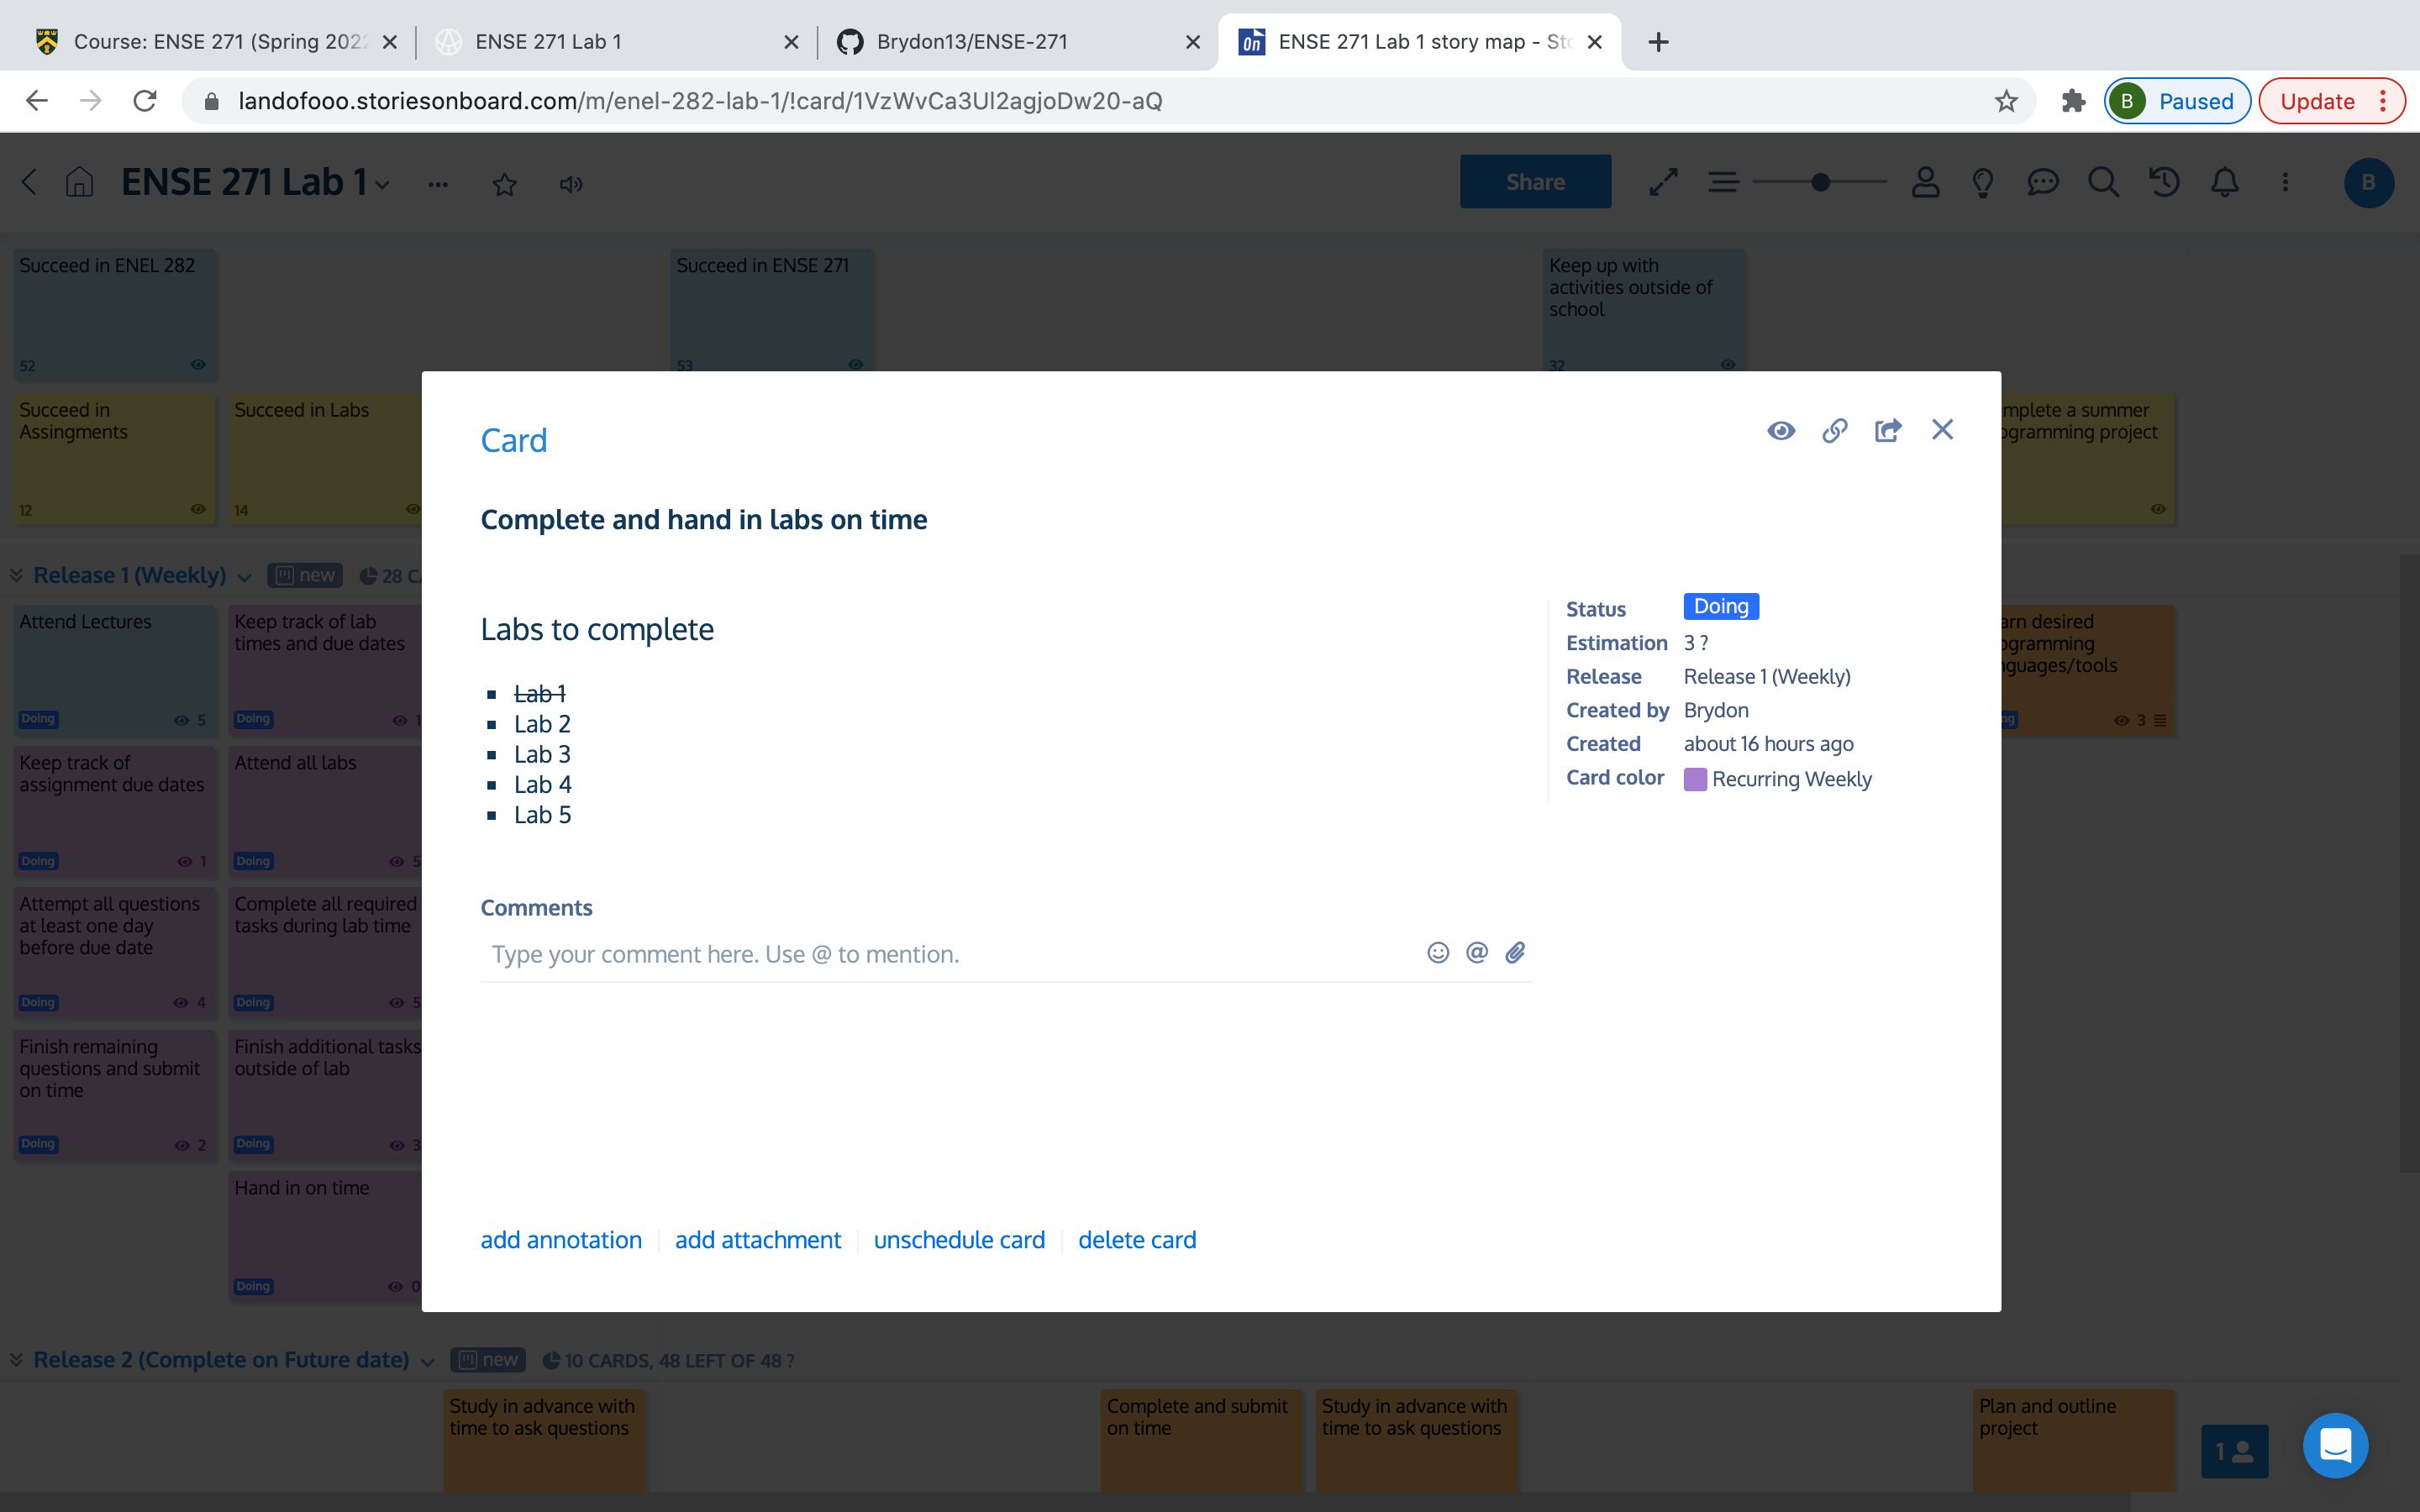 Course: ENSE 271 (Spring 202
ENSE 271 Lab 1
Brydon13/ENSE-271
ENSE 271 Lab 1 story map - Sto
landofooo.storiesonboard.com/m/enel-282-lab-1/!card/1VzWvCa3Ul2agjoDw20-aQ
B Paused
Update
ENSE 271 Lab 1
Share
B
Succeed in ENEL 282
52
Succeed in ENSE 271
53
Keep up with
activities outside of
school
32
Succeed in
Assingments
12
Succeed in Labs
14
mplete a summer
ogramming project
Release 1 (Weekly)
new
28 C
Attend Lectures
Doing
5
Keep track of lab
times and due dates
Doing
1
arn desired
ogramming
nguages/tools
ng
3
Keep track of
assignment due dates
Doing
1
Attend all labs
Doing
5
Attempt all questions
at least one day
before due date
Doing
4
Complete all required
tasks during lab time
Doing
5
Finish remaining
questions and submit
on time
Doing
2
Finish additional tasks
outside of lab
Doing
3
Hand in on time
Doing
0
Card
Complete and hand in labs on time
Labs to complete
Lab 1
Lab 2
Lab 3
Lab 4
Lab 5
Status Doing
Estimation 3 ?
Release Release 1 (Weekly)
Created by Brydon
Created about 16 hours ago
Card color Recurring Weekly
Comments
Type your comment here. Use @ to mention.
add annotation
add attachment
unschedule card
delete card
Release 2 (Complete on Future date)
new
10 CARDS, 48 LEFT OF 48 ?
Study in advance with
time to ask questions
Complete and submit
on time
Study in advance with
time to ask questions
Plan and outline
project
1